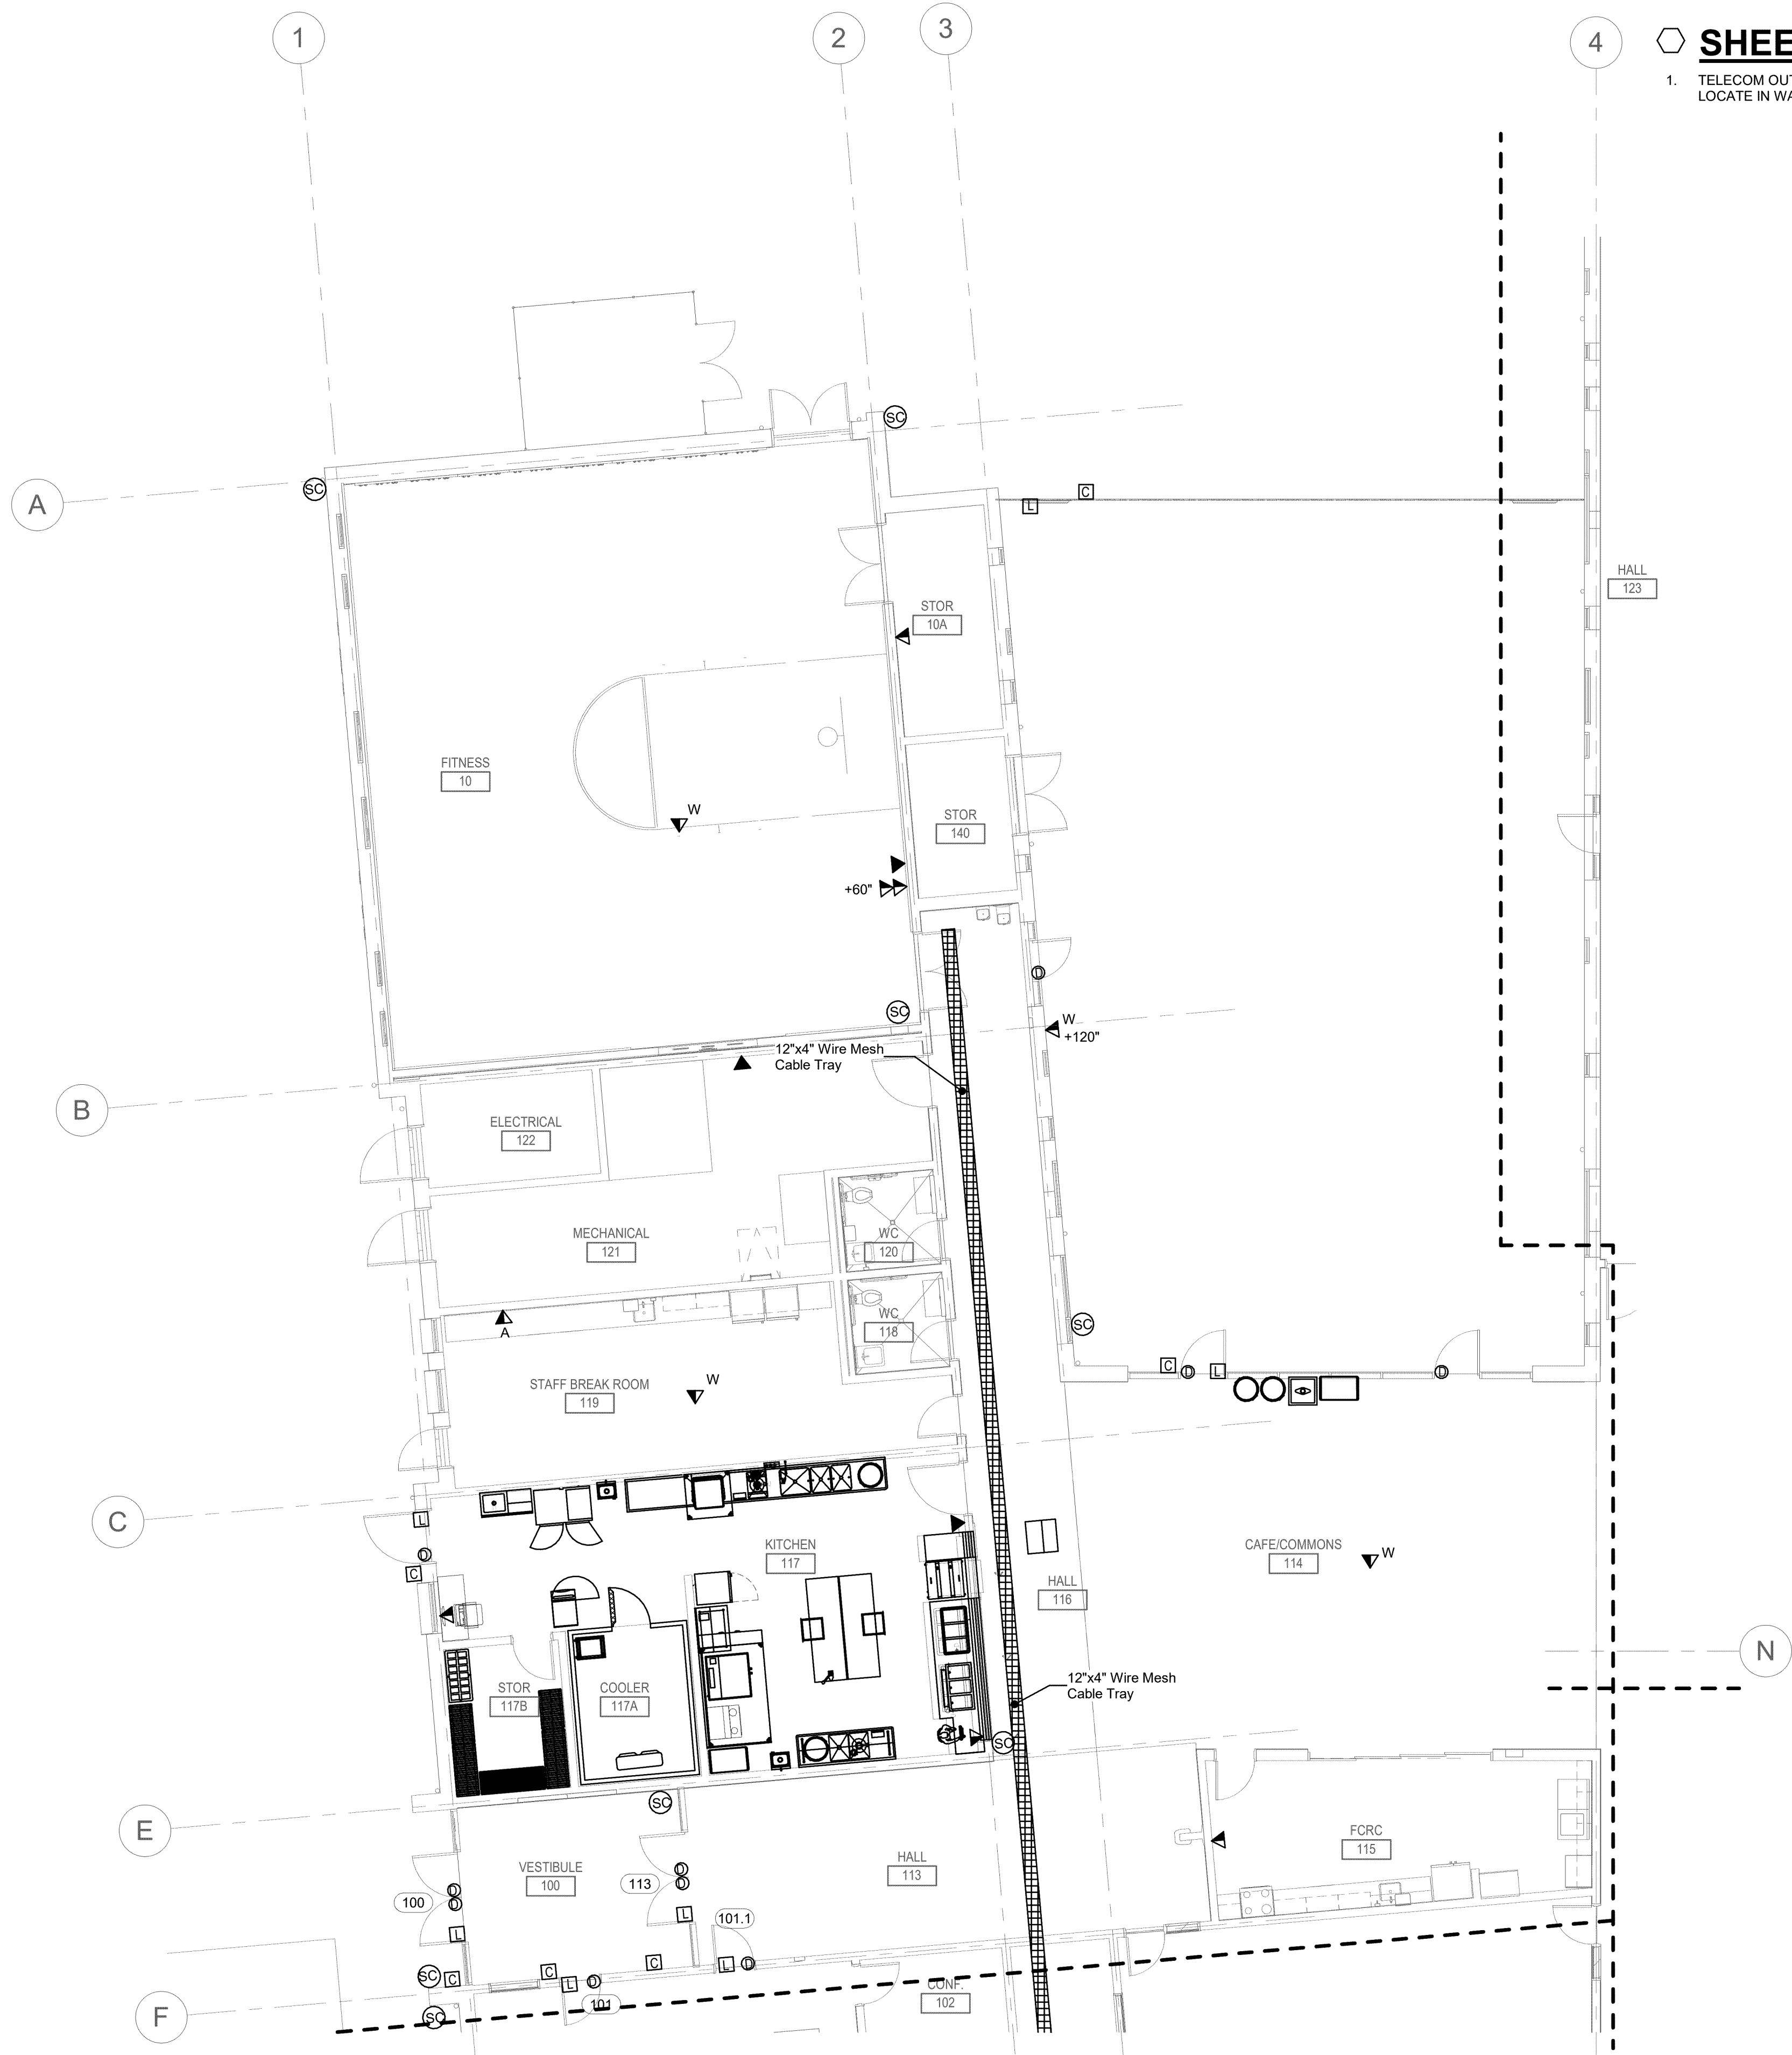 1
2
3
4
SHEE
1. TELECOM OUT
LOCATE IN WA
SC
SC
A
C
L
HALL
123
STOR
10A
FITNESS
10
W
STOR
140
+60"
D
SC
W
+120"
12"x4" Wire Mesh
Cable Tray
B
ELECTRICAL
122
MECHANICAL
121
WC
120
WC
118
A
SC
C
D
L
D
STAFF BREAK ROOM
119
W
C
L
D
C
KITCHEN
117
CAFE/COMMONS
114
W
HALL
116
N
12"x4" Wire Mesh
Cable Tray
STOR
117B
COOLER
117A
SC
E
SC
FCRC
115
VESTIBULE
100
HALL
113
D
D
113
D
D
100
L
101.1
L
C
C
L
D
SC
C
L
D
101
CONF.
102
F
SC